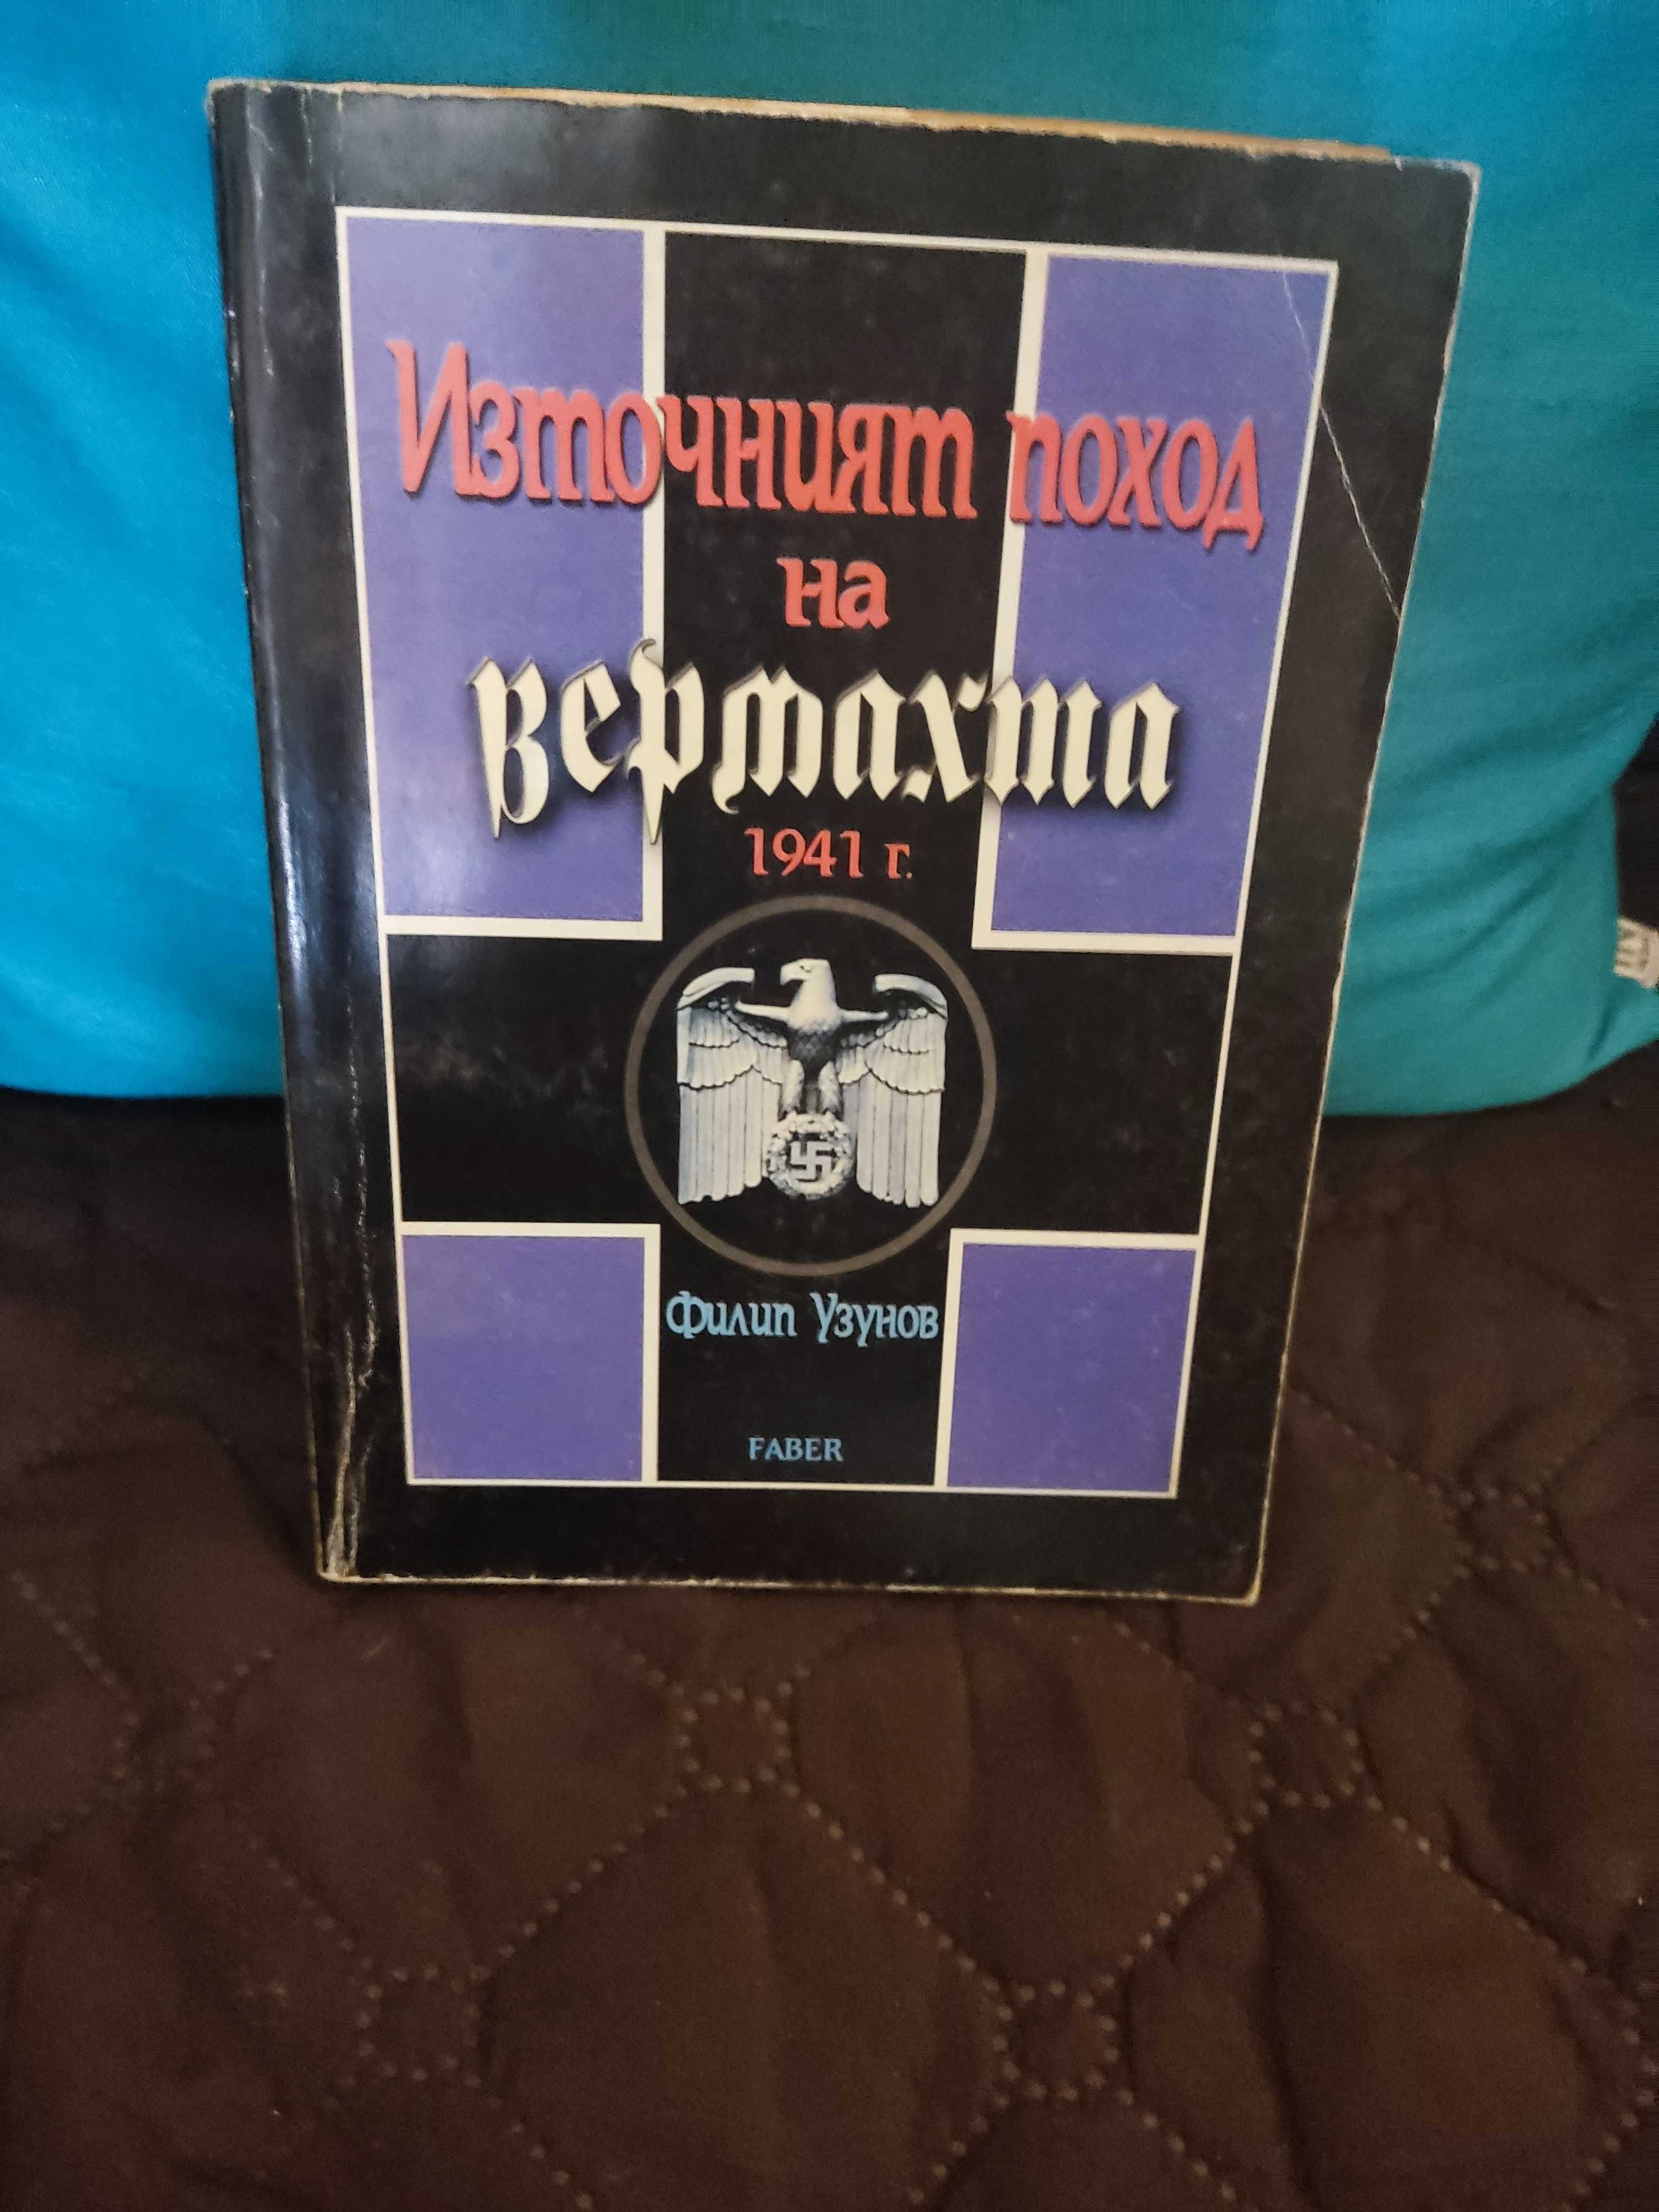 Източният поход
на
вермахта
1941 г.
Филип Узунов
FABER